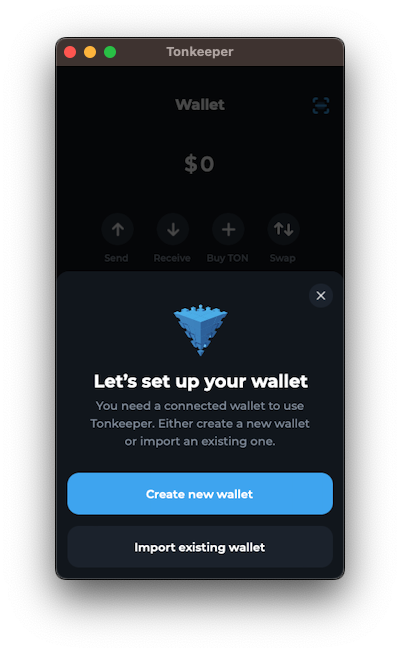 Tonkeeper
Wallet
$0
Send
Receive
Buy TON
Swap
Let’s set up your wallet
You need a connected wallet to use
Tonkeeper. Either create a new wallet
or import an existing one.
Create new wallet
Import existing wallet